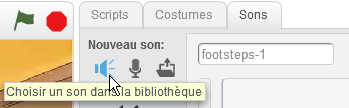 Scripts Costumes Sons
Nouveau son:
footsteps-1
Choisir un son dans la bibliothèque